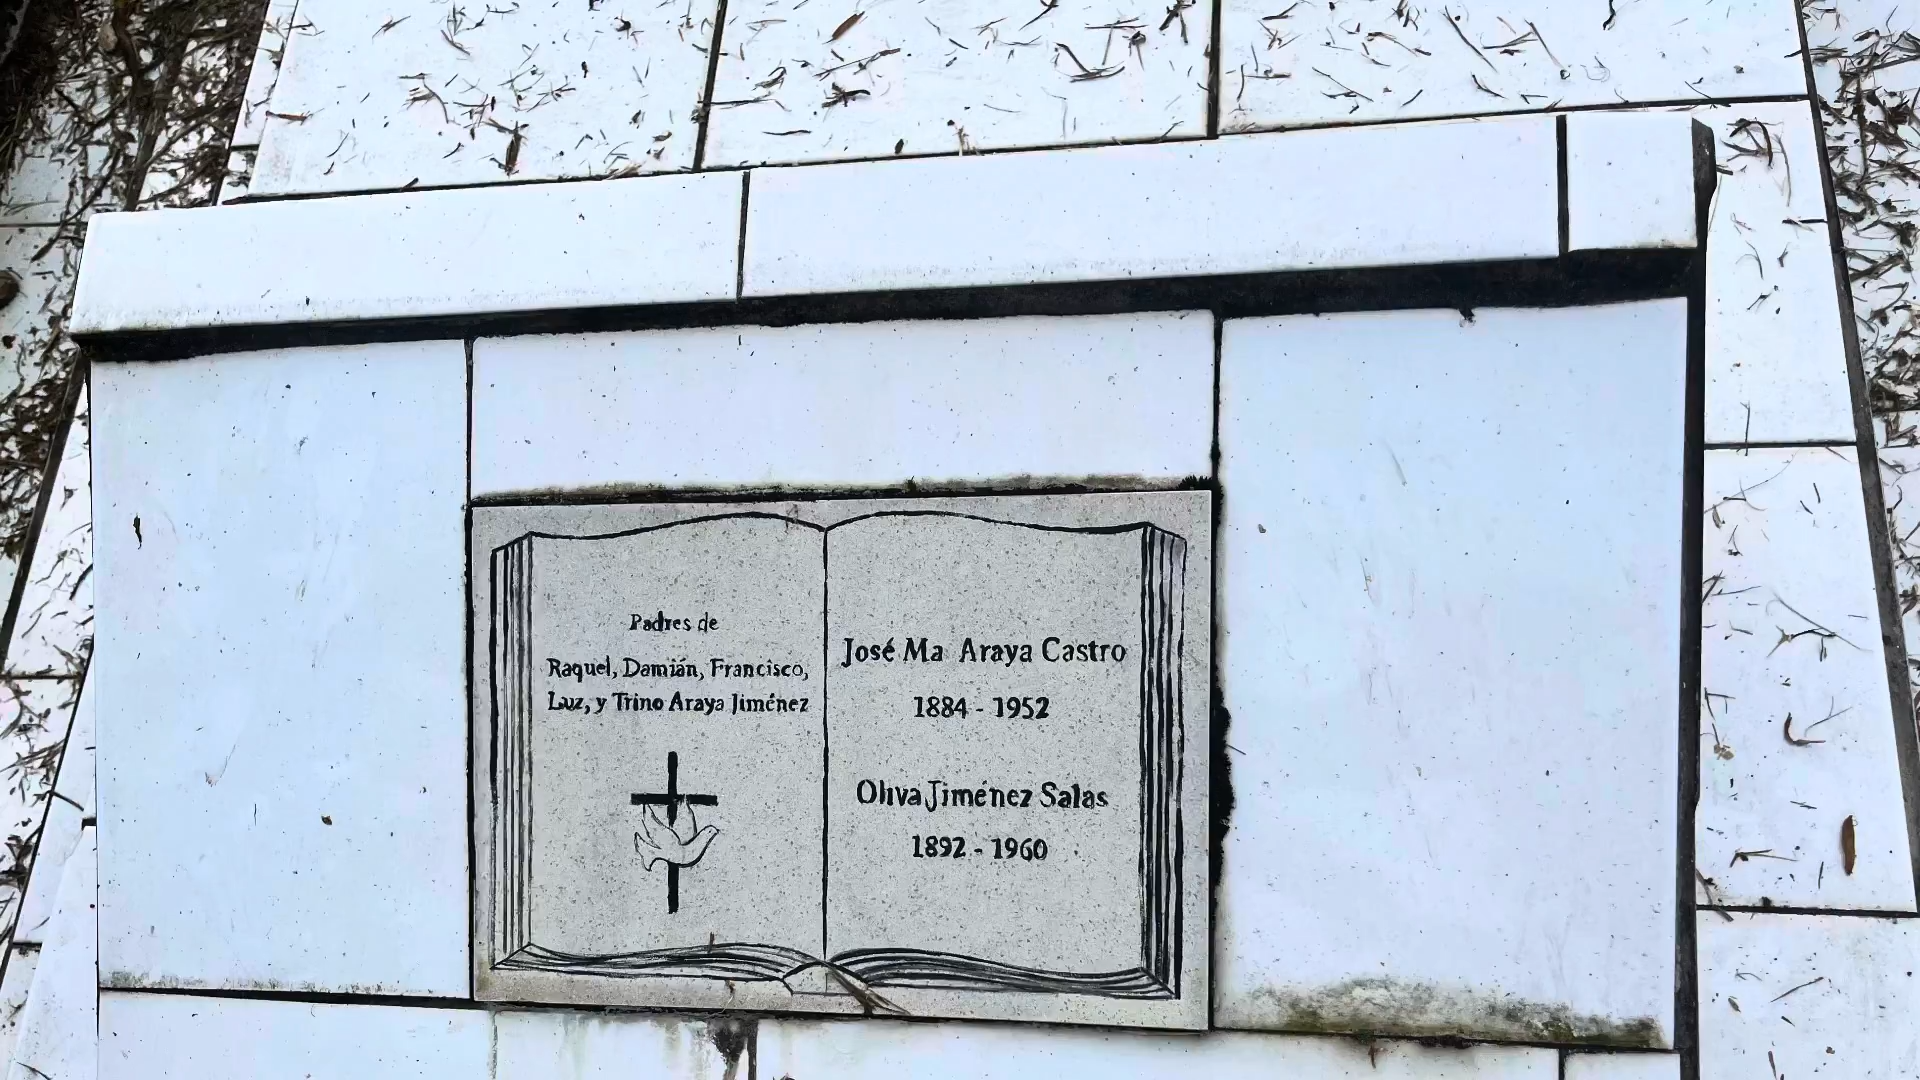 Padres de
Raquel, Damián, Francisco,
Luz, y Trino Araya Jiménez
José Ma Araya Castro
1884 - 1952
Oliva Jiménez Salas
1892 - 1960